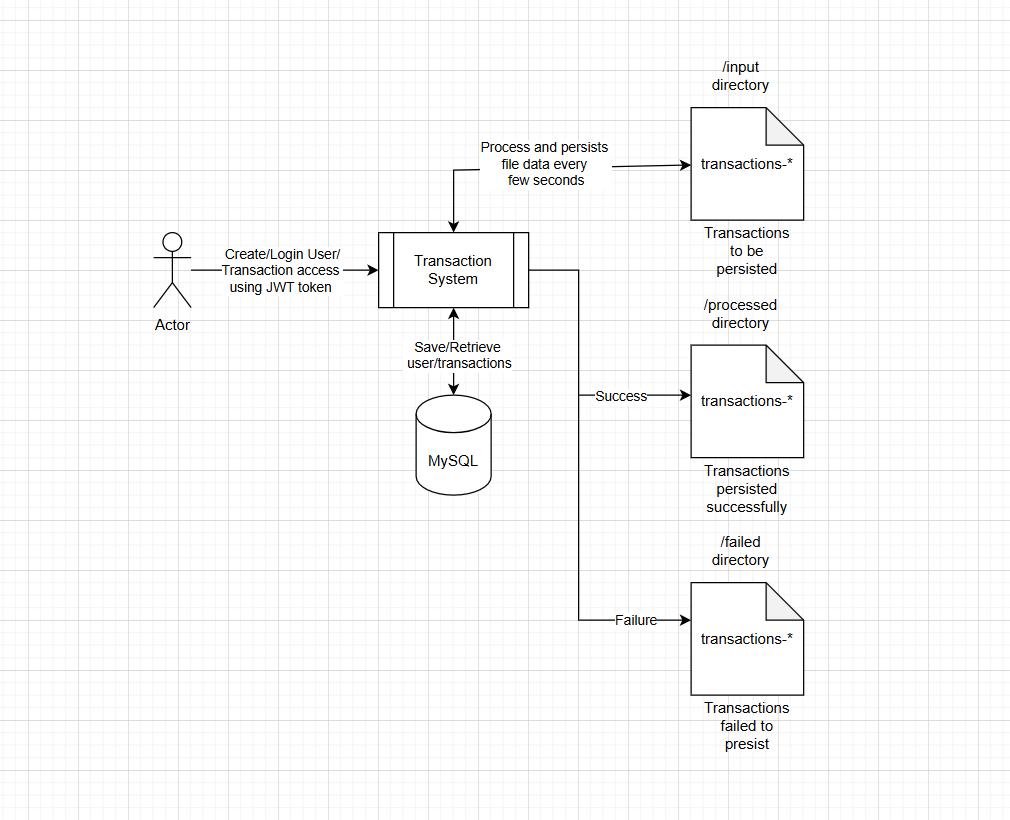 /input
directory
transactions-*
Transactions
to be
persisted
Process and persists
file data every
few seconds
Create/Login User/
Transaction access
using JWT token
Actor
Transaction
System
Save/Retrieve
user/transactions
MySQL
/processed
directory
Success
transactions-*
Transactions
persisted
successfully
/failed
directory
Failure
transactions-*
Transactions
failed to
presist